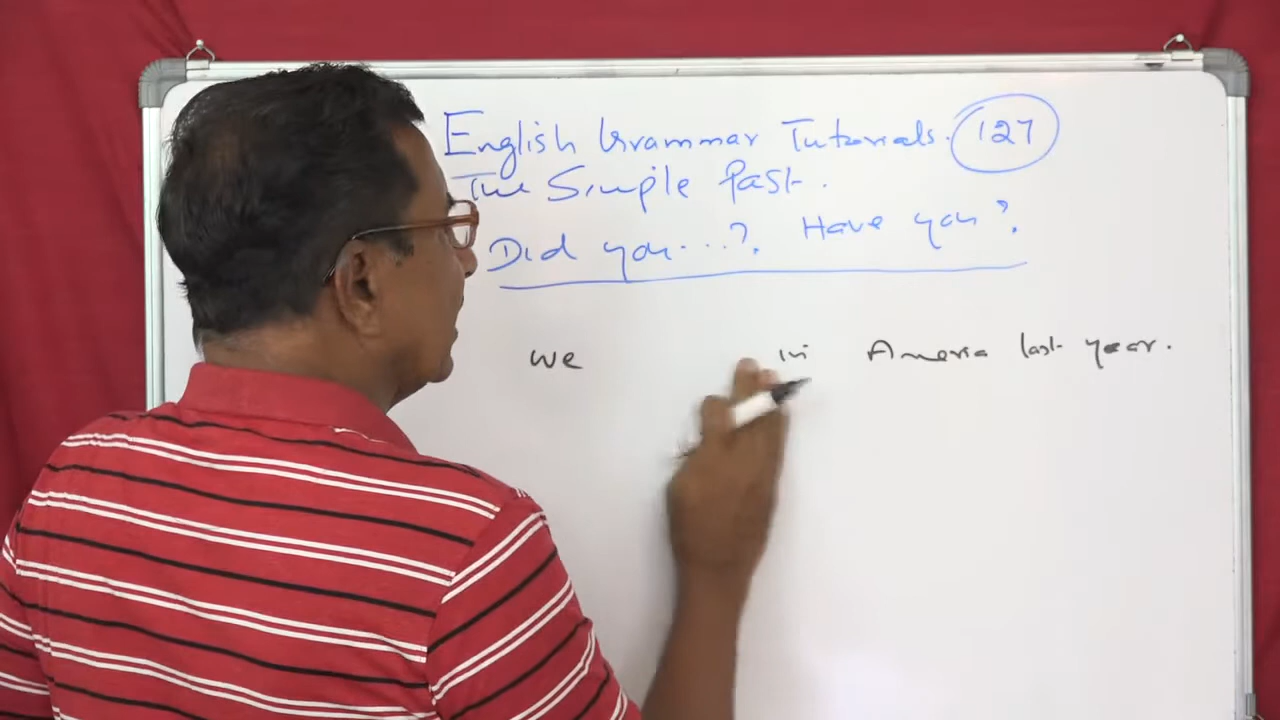 English Grammar Tutorials. 127
The Simple Past.
Did you...?. Have you?
We in America last year.